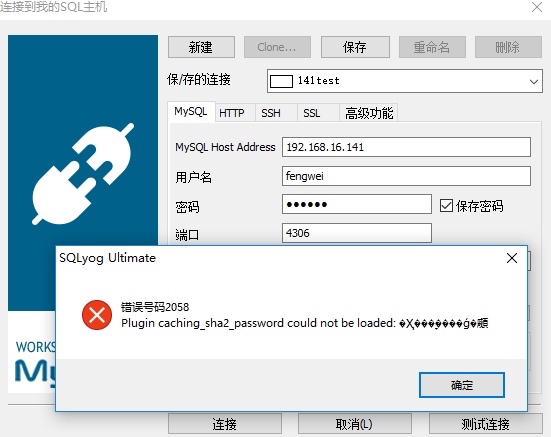 连接到我的SQL主机
新建
Clone...
保存
重命名
删除
保/存的连接
141test
MySQL
HTTP
SSH
SSL
高级功能
MySQL Host Address
192.168.16.141
用户名
fengwei
密码
●●●●●●
保存密码
端口
4306
SQLyog Ultimate
错误号码2058
Plugin caching_sha2_password could not be loaded:
确定
WORKS
My
连接
取消(L)
测试连接